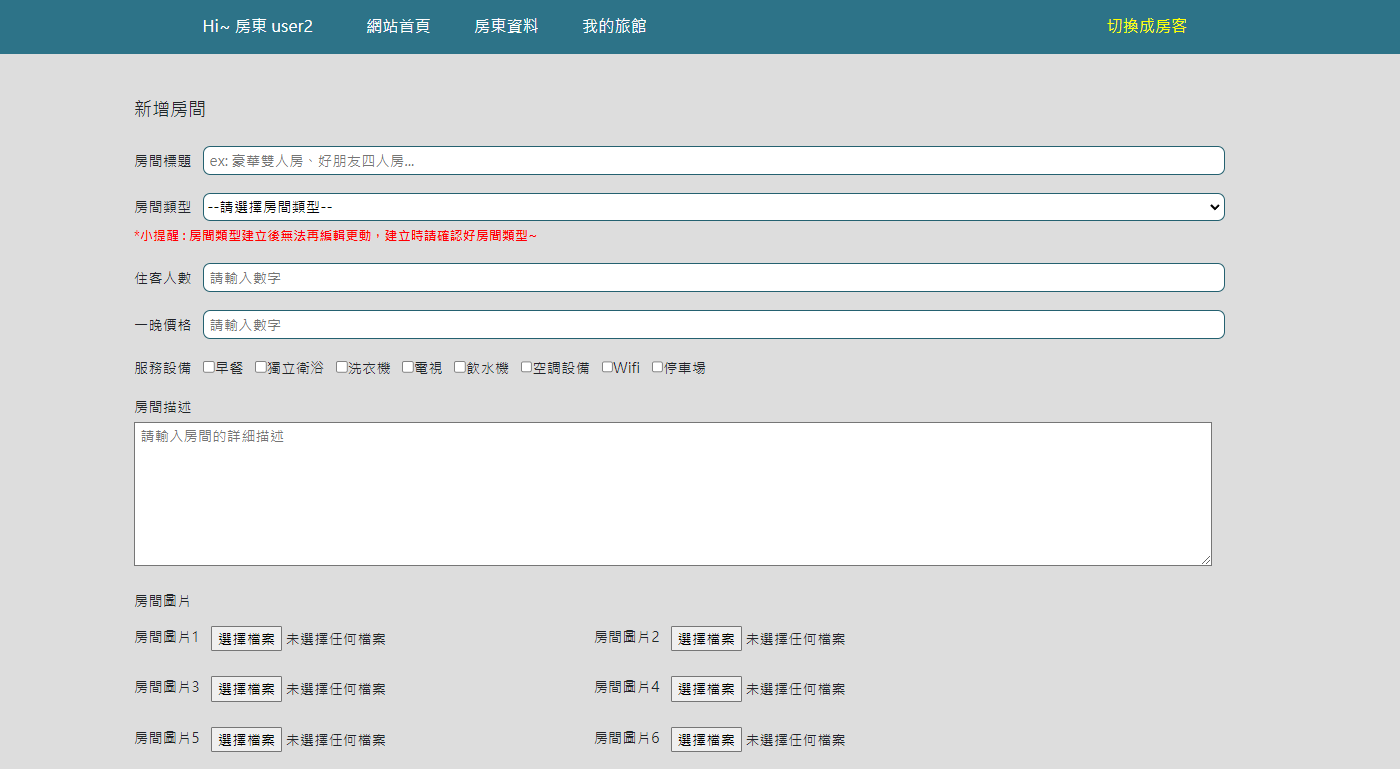 Hi~ 房東 user2 網站首頁 房東資料 我的旅館 切換成房客
新增房間
房間標題 ex: 豪華雙人房、好朋友四人房...
房間類型 --請選擇房間類型--
*小提醒 : 房間類型建立後無法再編輯更動，建立時請確認好房間類型~
住客人數 請輸入數字
一晚價格 請輸入數字
服務設備 早餐 獨立衛浴 洗衣機 電視 飲水機 空調設備 Wifi 停車場
房間描述
請輸入房間的詳細描述
房間圖片
房間圖片1 選擇檔案 未選擇任何檔案 房間圖片2 選擇檔案 未選擇任何檔案
房間圖片3 選擇檔案 未選擇任何檔案 房間圖片4 選擇檔案 未選擇任何檔案
房間圖片5 選擇檔案 未選擇任何檔案 房間圖片6 選擇檔案 未選擇任何檔案